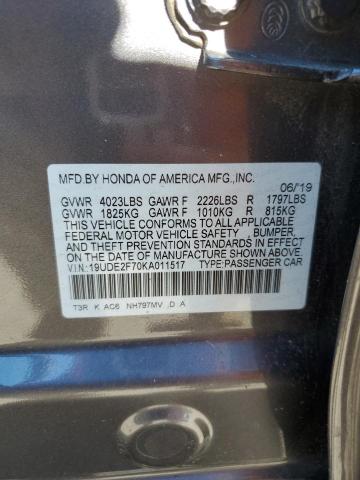 MFD.BY HONDA OF AMERICA MFG.,INC.
06/'19
GVWR 4023LBS GAWR F 2226LBS R 1797LBS
GVWR 1825KG GAWR F 1010KG R 815KG
THIS VEHICLE CONFORMS TO ALL APPLICABLE
FEDERAL MOTOR VEHICLE SAFETY , BUMPER,
AND THEFT PREVENTION STANDARDS IN EFFECT
ON THE DATE OF MANUFACTURE SHOWN ABOVE.
V.I.N.:19UDE2F70KA011517 TYPE:PASSENGER CAR
T3R K AC6 NH797MV D A